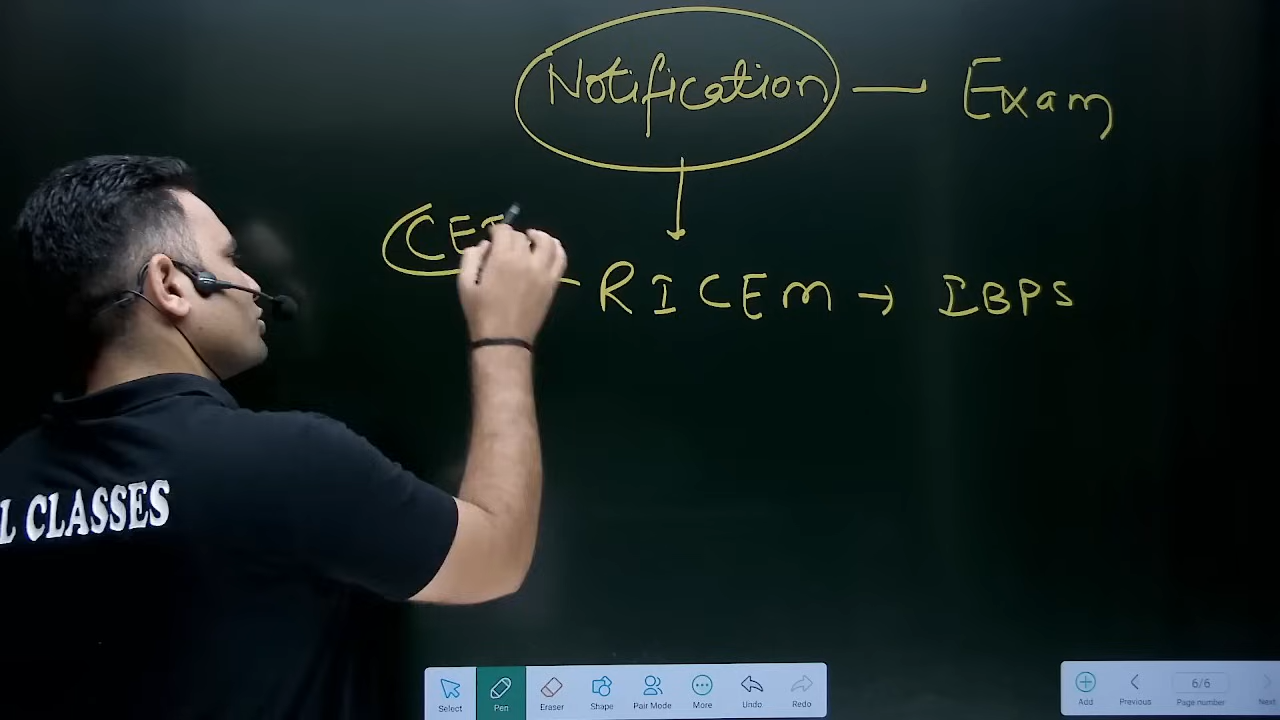 Notification — Exam
RICEM → IBPS
L CLASSES
Select
Pen
Eraser
Shape
Pair Mode
More
Undo
Redo
Add
Previous
6/6
Page number
Next